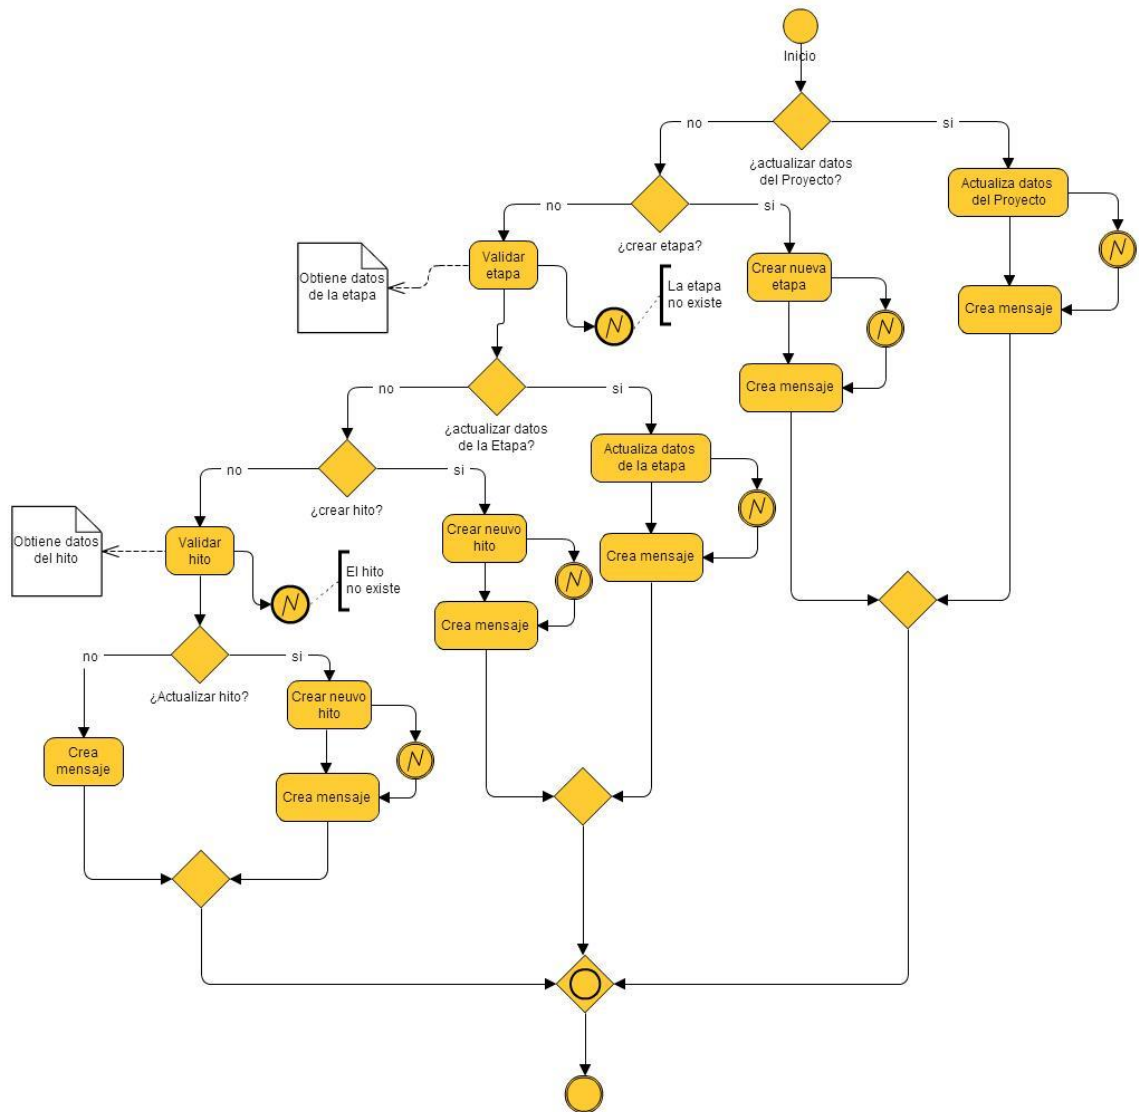 Inicio
no
si
¿actualizar datos
del Proyecto?
Actualiza datos
del Proyecto
no
si
¿crear etapa?
Obtiene datos
de la etapa
Validar
etapa
La etapa
no existe
Crear nueva
etapa
Crea mensaje
Crea mensaje
no
si
¿actualizar datos
de la Etapa?
Actualiza datos
de la etapa
no
si
¿crear hito?
Crear neuvo
hito
Crea mensaje
Obtiene datos
del hito
Validar
hito
El hito
no existe
Crea mensaje
no
si
¿Actualizar hito?
Crear neuvo
hito
Crea
mensaje
Crea mensaje